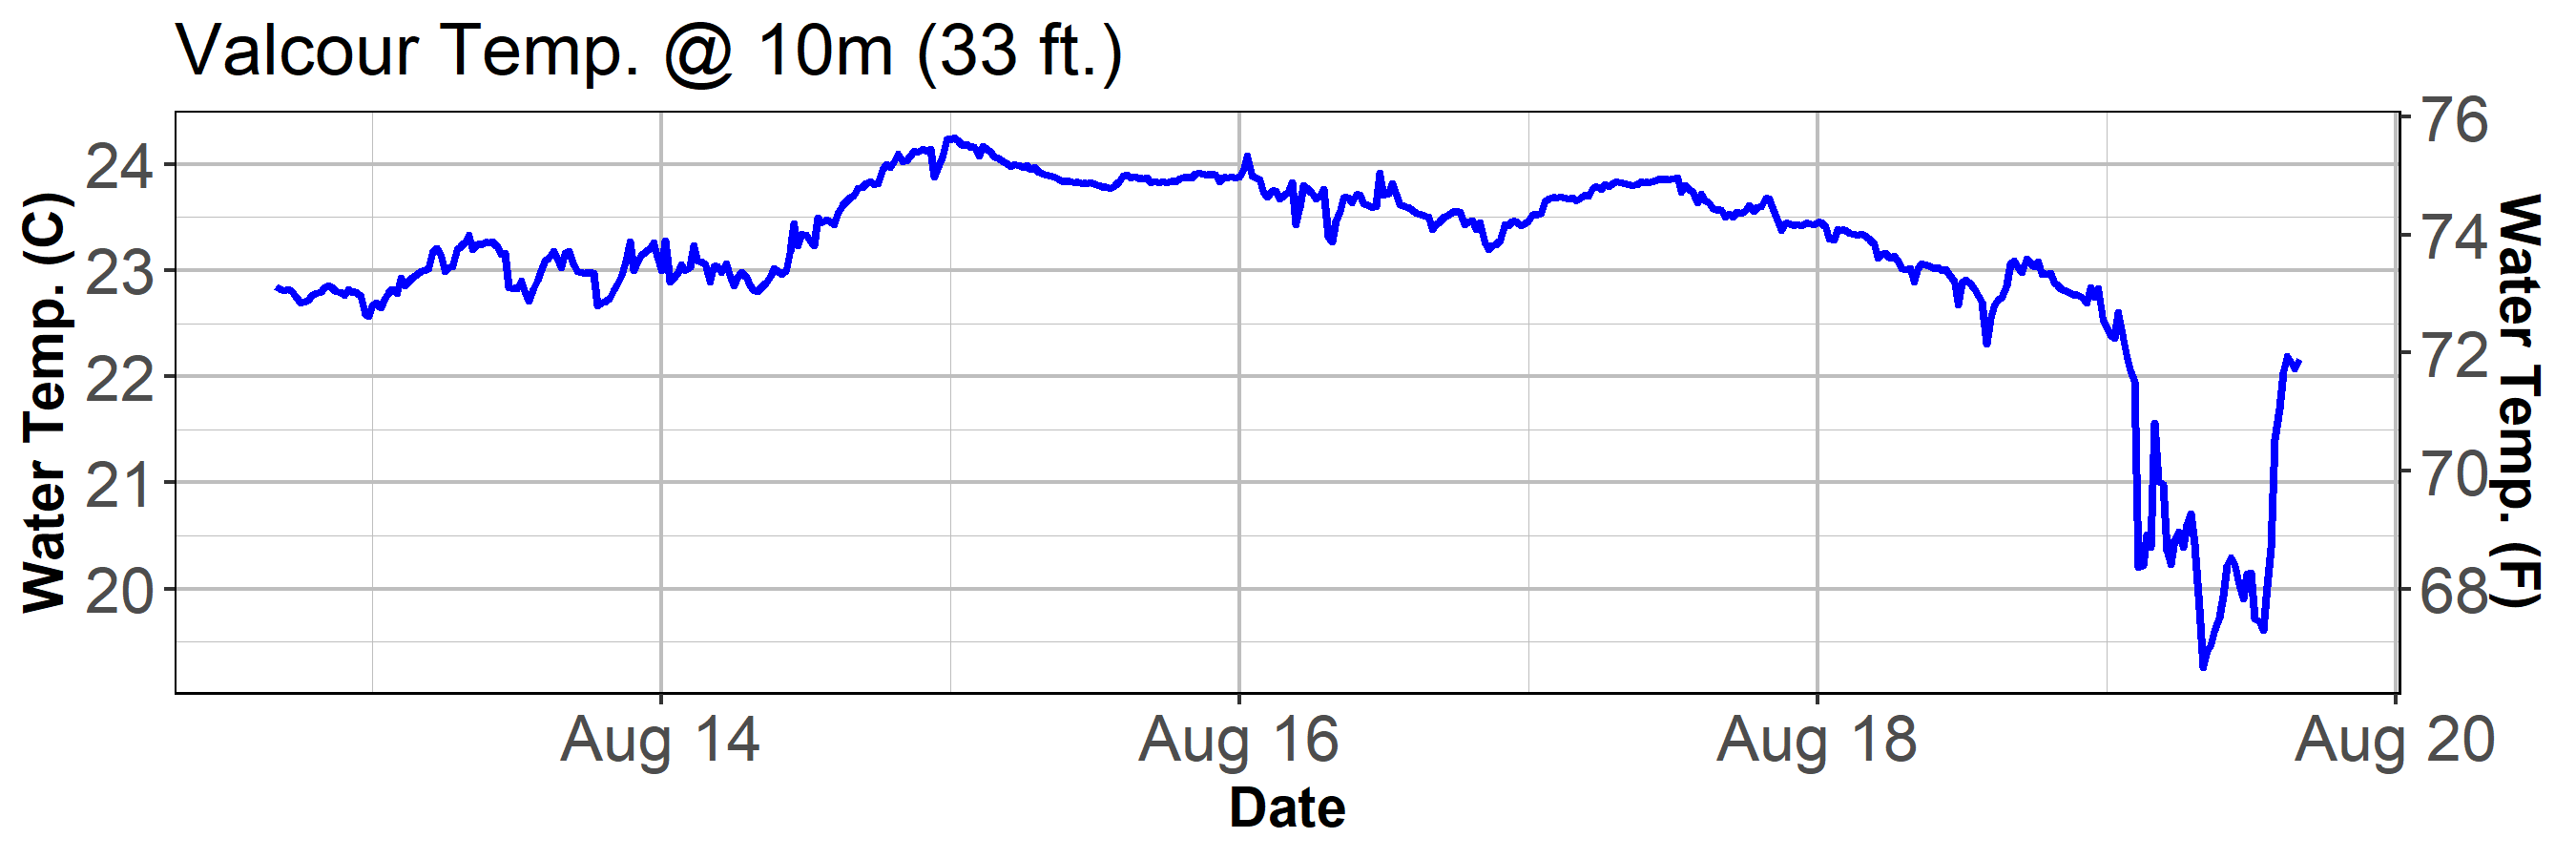 Valcour Temp. @ 10m (33 ft.)
76
24
74
23
72
22
70
21
68
20
Water Temp. (C)
Water Temp. (F)
Aug 14
Aug 16
Aug 18
Aug 20
Date